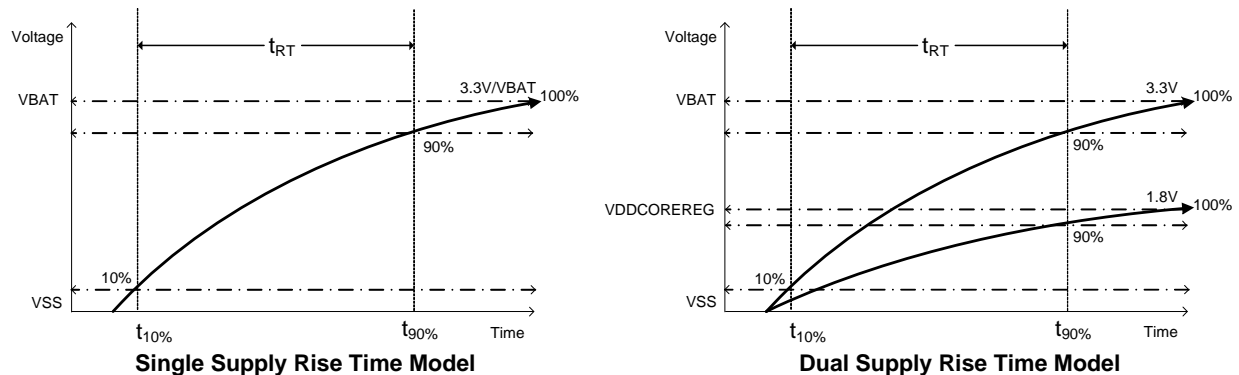 Voltage
tRT
3.3V/VBAT
VBAT
100%
90%
10%
VSS
t10%
t90%
Time
Single Supply Rise Time Model
Voltage
tRT
3.3V
VBAT
100%
90%
1.8V
VDDCOREREG
100%
90%
10%
VSS
t10%
t90%
Time
Dual Supply Rise Time Model